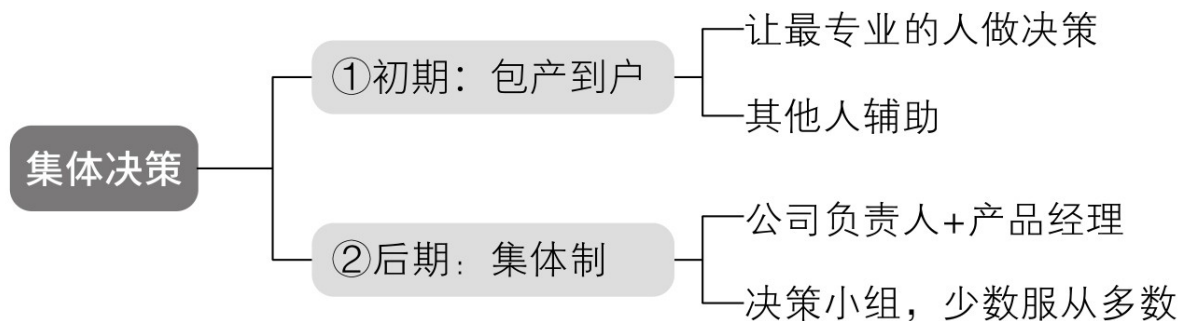 集体决策
①初期：包产到户
让最专业的人做决策
其他人辅助
②后期：集体制
公司负责人+产品经理
决策小组，少数服从多数